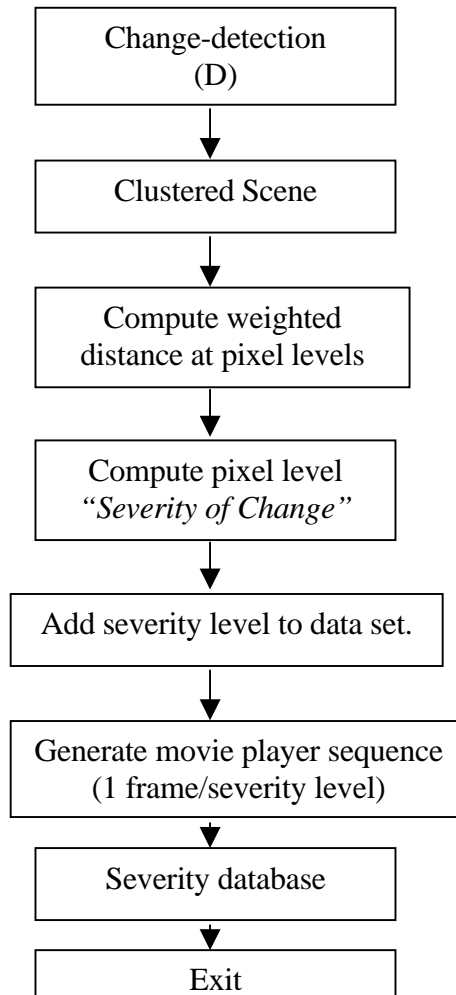 Change-detection
(D)
Clustered Scene
Compute weighted
distance at pixel levels
Compute pixel level
“Severity of Change”
Add severity level to data set.
Generate movie player sequence
(1 frame/severity level)
Severity database
Exit